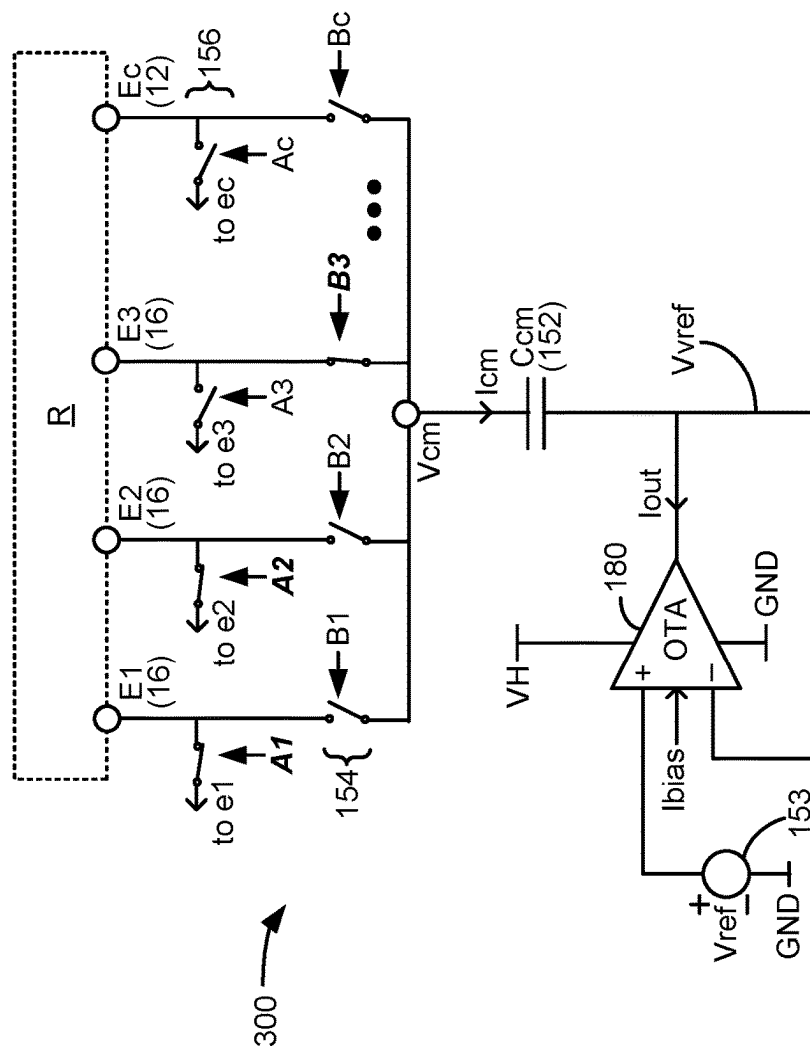 R
E1
(16)
E2
(16)
E3
(16)
Ec
(12)
156
to e1
A1
to e2
A2
to e3
A3
to ec
Ac
154
B1
B2
B3
Bc
300
Vcm
Icm
Ccm
(152)
Vvref
Iout
180
VH
OTA
+
−
GND
Ibias
+
Vref
−
GND
153